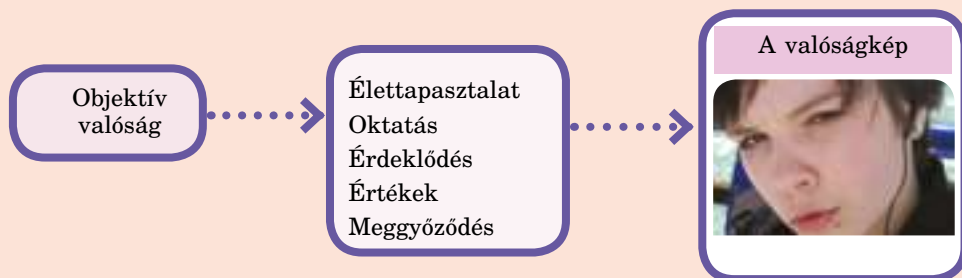 Objektív
valóság
Élettapasztalat
Oktatás
Érdeklődés
Értékek
Meggyőződés
A valóságkép